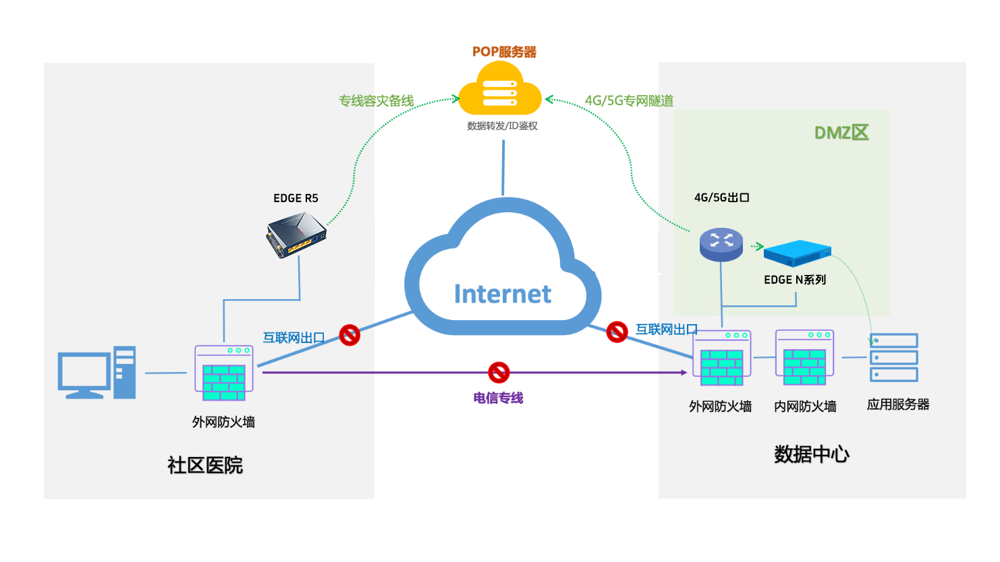 POP服务器
专线容灾备线
4G/5G专网隧道
数据转发/ID鉴权
DMZ区
EDGE R5
4G/5G出口
EDGE N系列
Internet
互联网出口
互联网出口
电信专线
外网防火墙
外网防火墙
内网防火墙
应用服务器
社区医院
数据中心